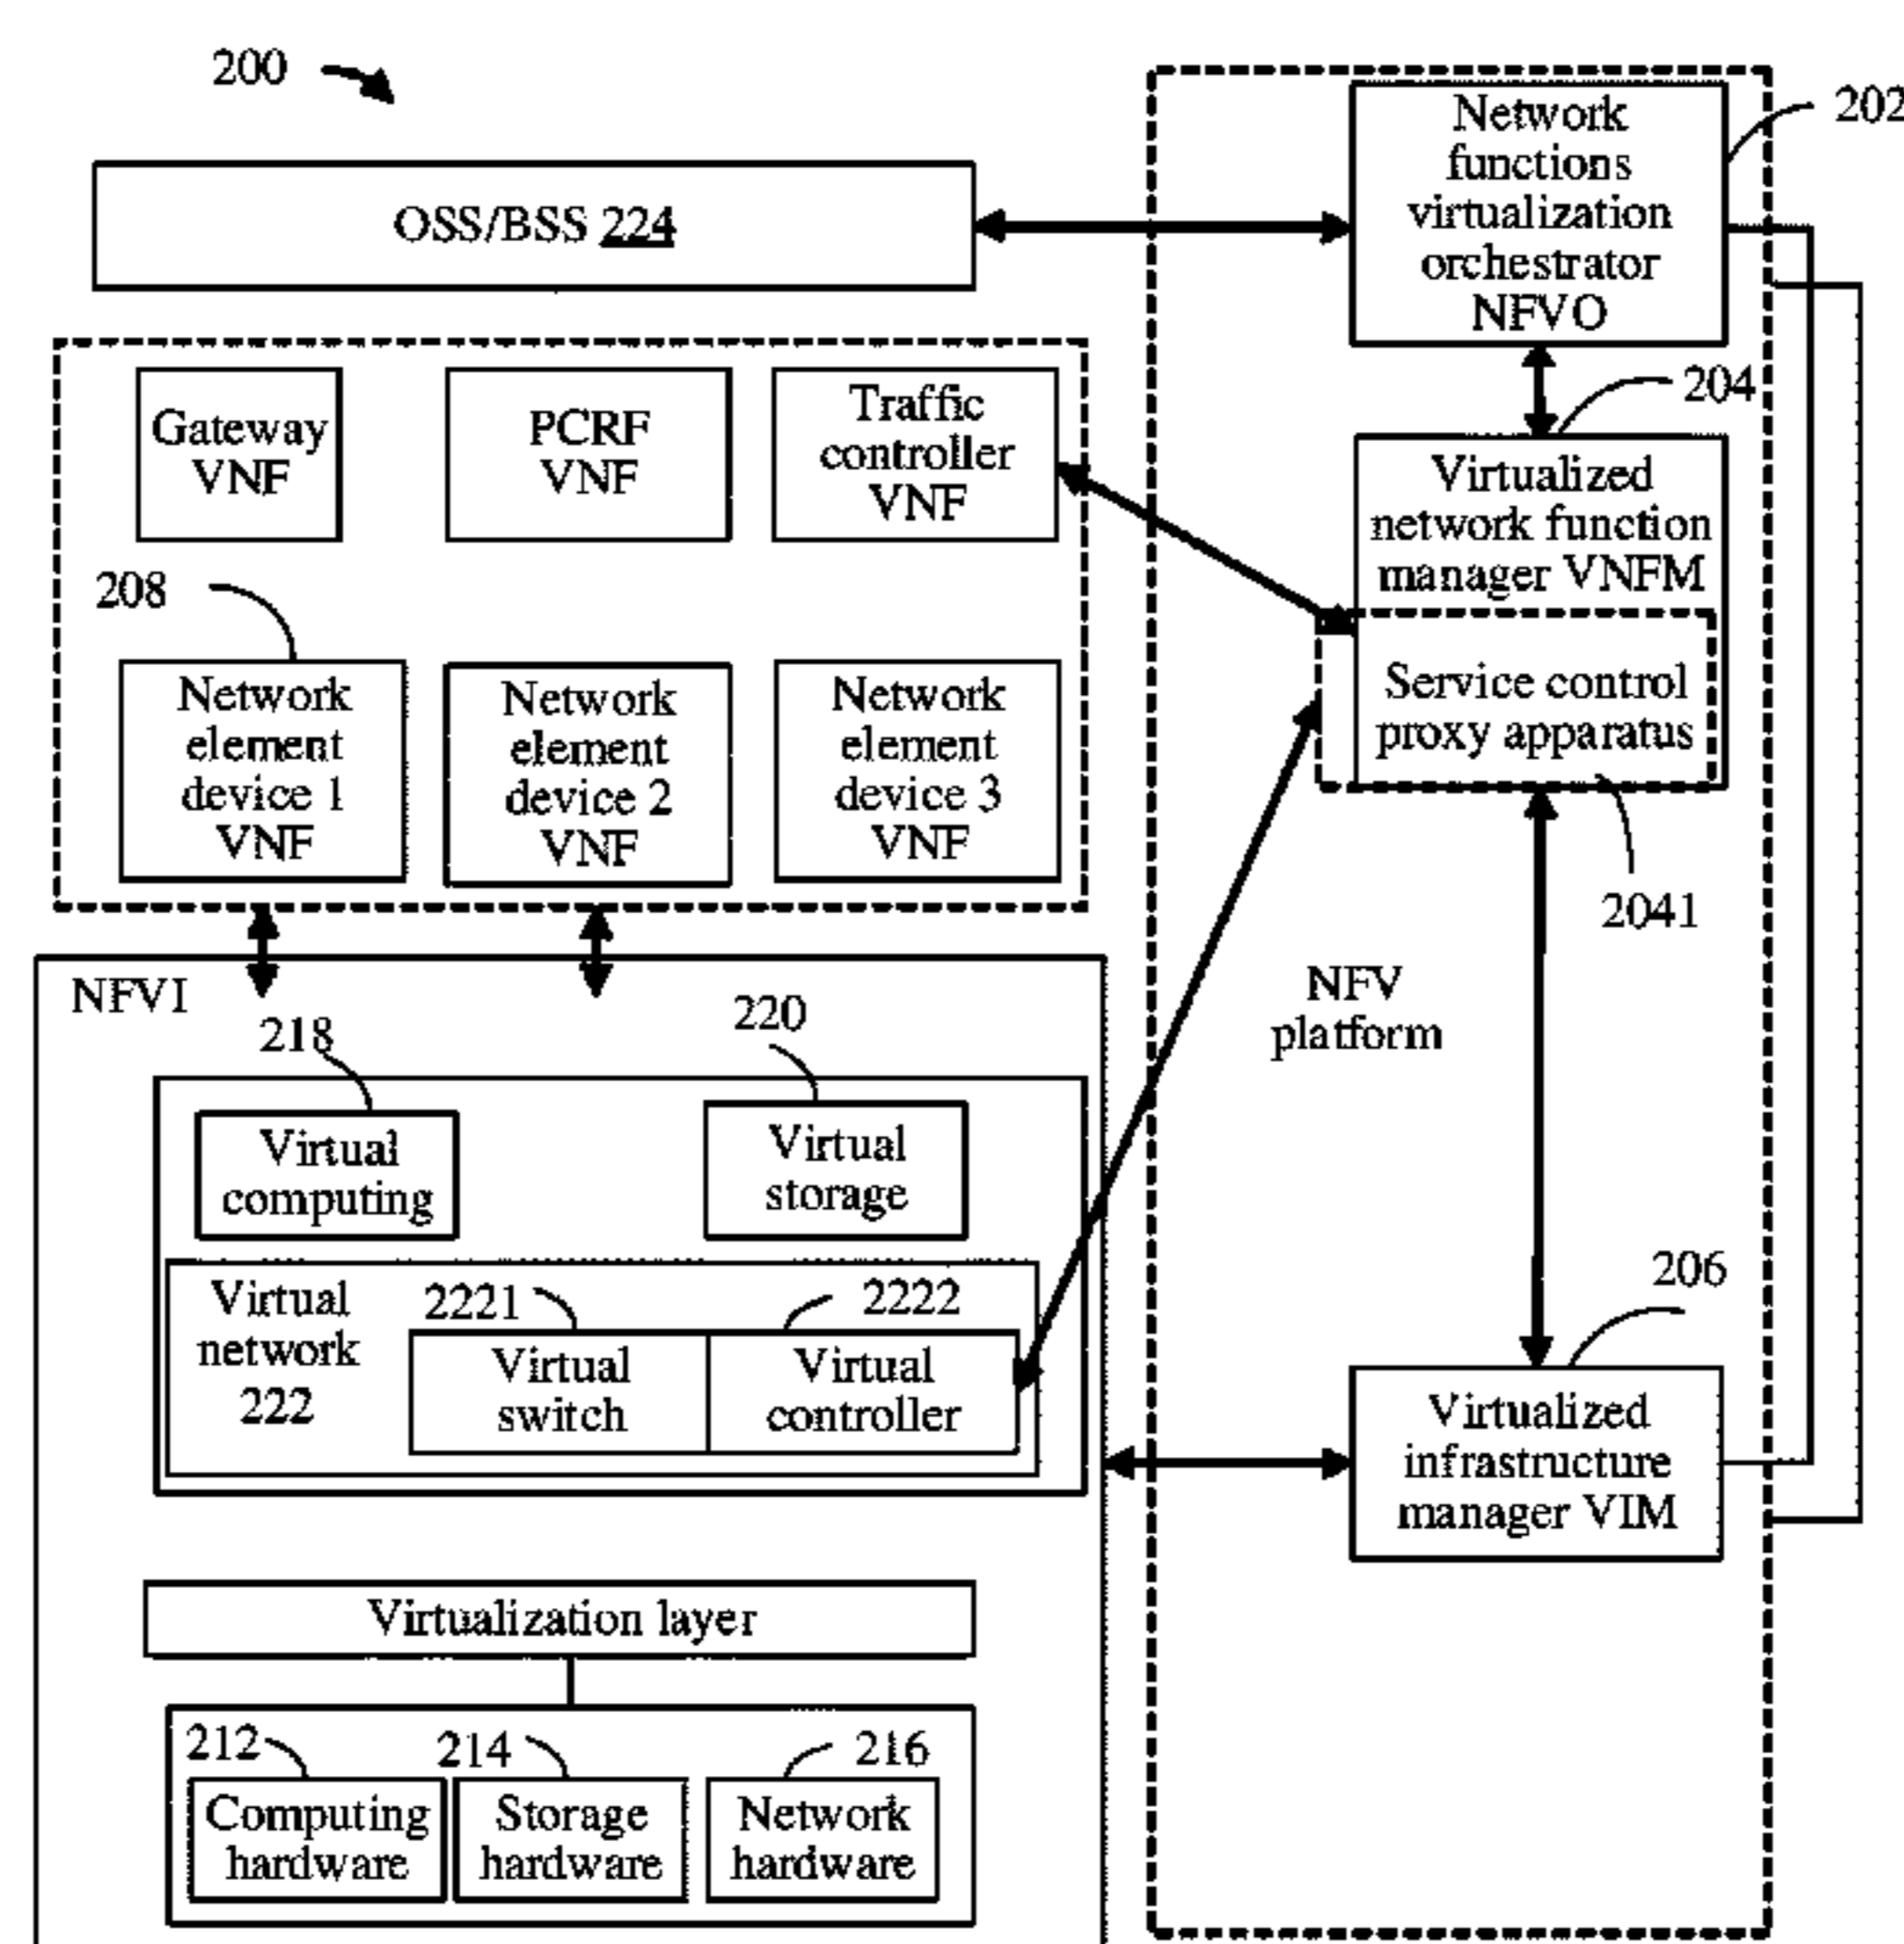 200
OSS/BSS 224
Network
functions
virtualization
orchestrator
NFVO
202
Gateway
VNF
PCRF
VNF
Traffic
controller
VNF
204
Virtualized
network function
manager VNFM
Service control
proxy apparatus
2041
208
Network
element
device 1
VNF
Network
element
device 2
VNF
Network
element
device 3
VNF
NFV
platform
NFVI
218
220
Virtual
computing
Virtual
storage
Virtual
network
222
2221
2222
Virtual
switch
Virtual
controller
206
Virtualized
infrastructure
manager VIM
Virtualization layer
212
214
216
Computing
hardware
Storage
hardware
Network
hardware